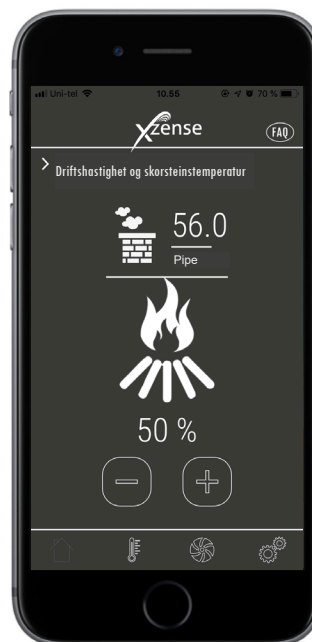 Uni-tel 10.55 70 %
xzense
FAQ
Driftshastighet og skorsteinstemperatur
56.0
Pipe
50 %